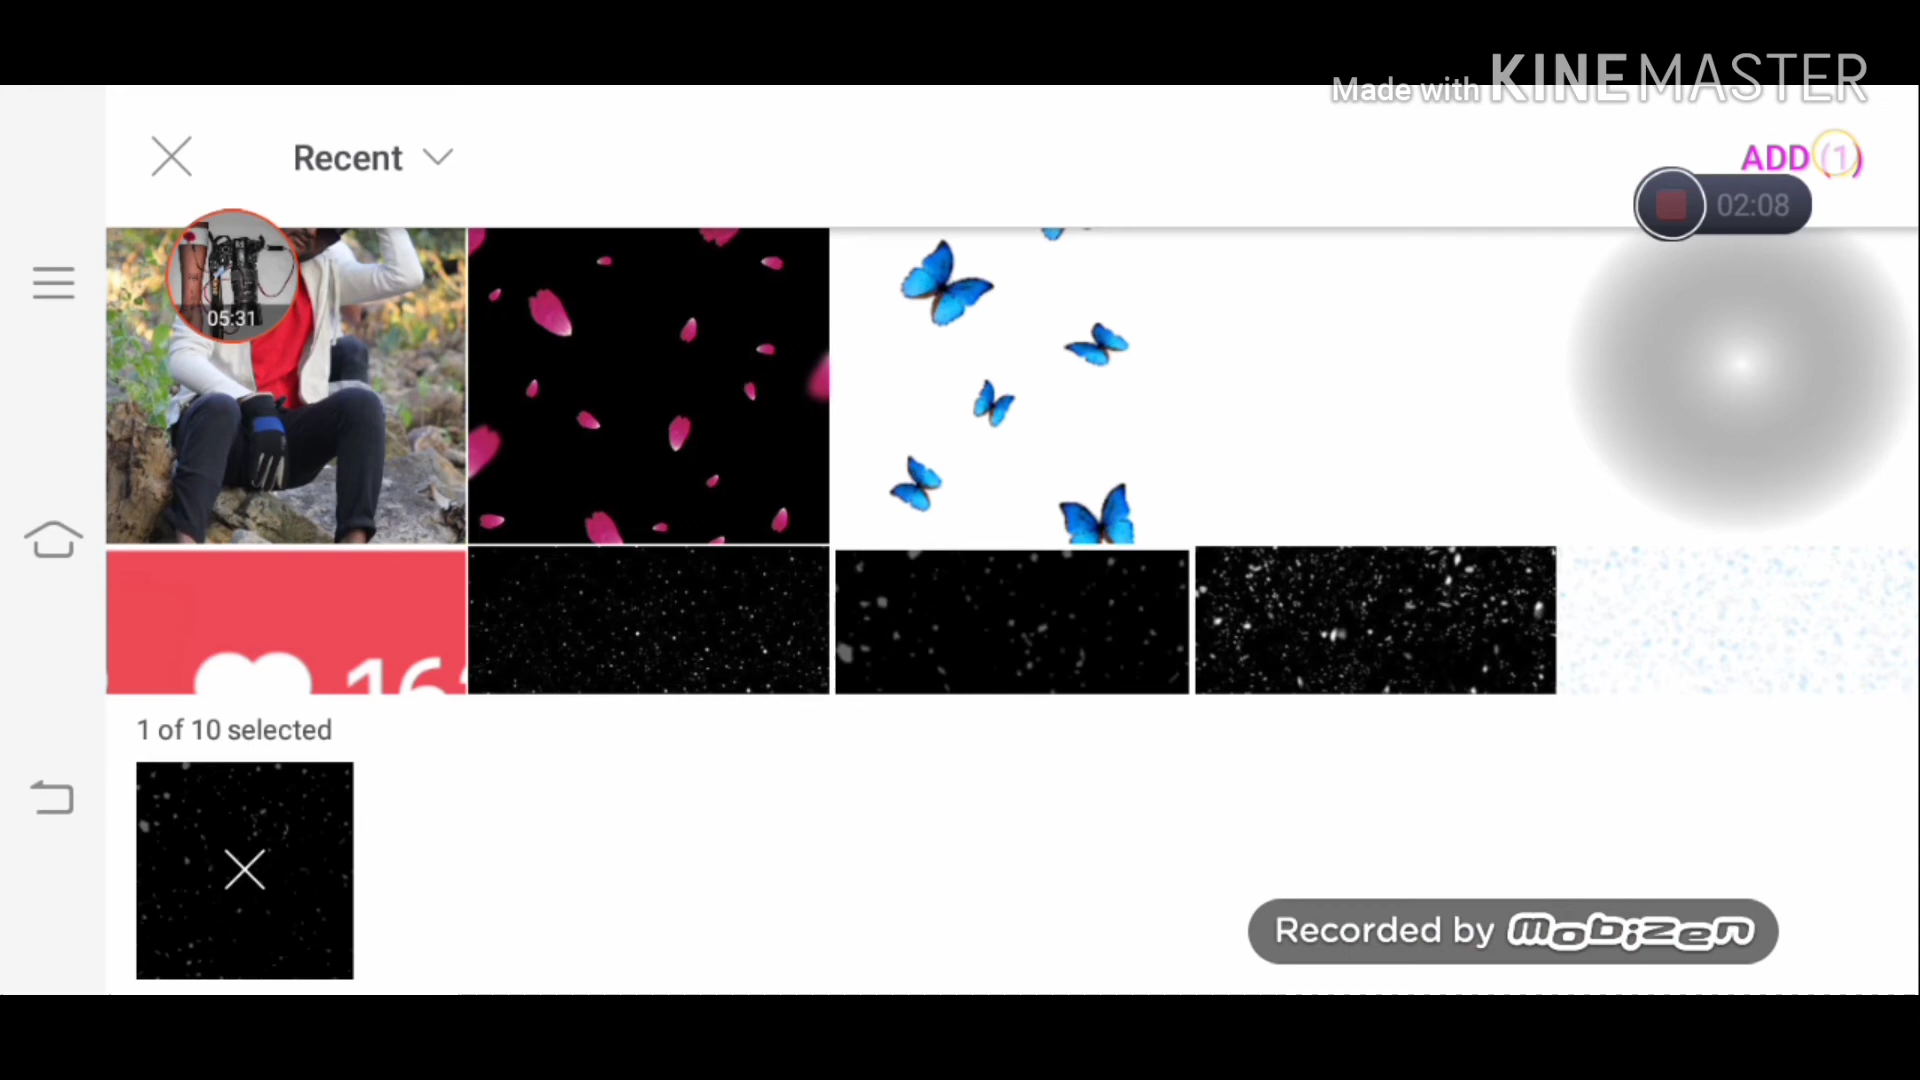 Made with KINEMASTER
Recent
ADD (1)
02:08
05:31
1 of 10 selected
Recorded by mobizen